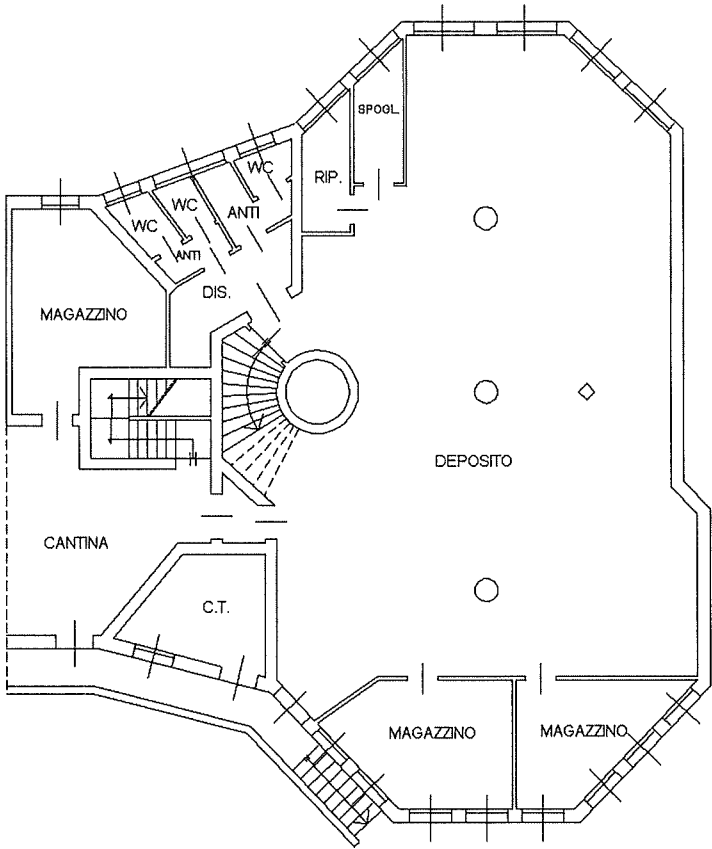 SPOGL.
WC
RIP.
WC
ANTI
WC
ANTI
DIS.
MAGAZZINO
DEPOSITO
CANTINA
C.T.
MAGAZZINO
MAGAZZINO